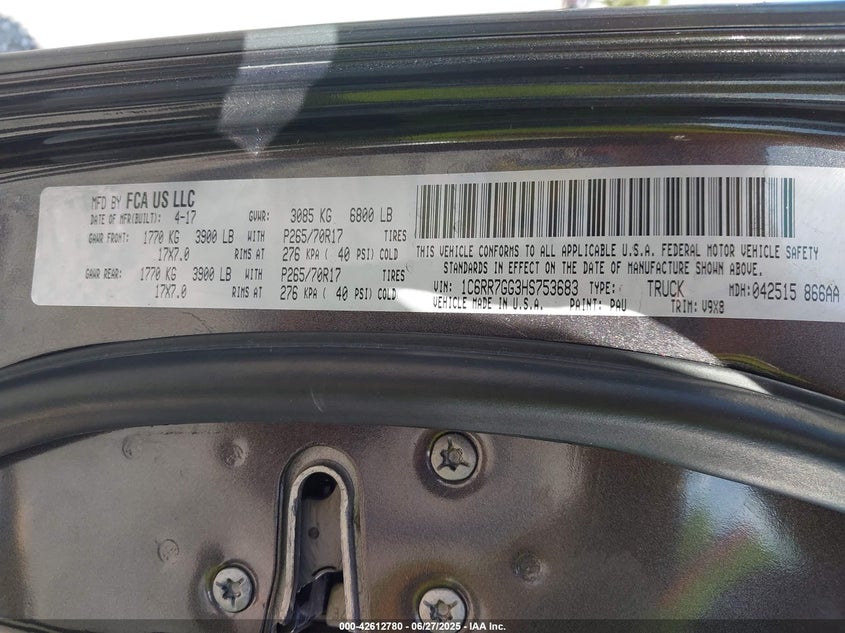 MFD BY FCA US LLC
DATE OF MFR(BUILT): 4-17 GVWR: 3085 KG 6800 LB
GAWR FRONT: 1770 KG 3900 LB WITH P265/70R17 TIRES
17X7.0 RIMS AT 276 KPA ( 40 PSI) COLD
GAWR REAR: 1770 KG 3900 LB WITH P265/70R17 TIRES
17X7.0 RIMS AT 276 KPA ( 40 PSI) COLD
THIS VEHICLE CONFORMS TO ALL APPLICABLE U.S.A. FEDERAL MOTOR VEHICLE SAFETY
STANDARDS IN EFFECT ON THE DATE OF MANUFACTURE SHOWN ABOVE.
VIN: 1C6RR7GG3HS753683 TYPE: TRUCK MDH: 042515 866AA
VEHICLE MADE IN U.S.A. PAINT: PAU TRIM: V9X8
000-42612780 - 06/27/2025 - IAA Inc.